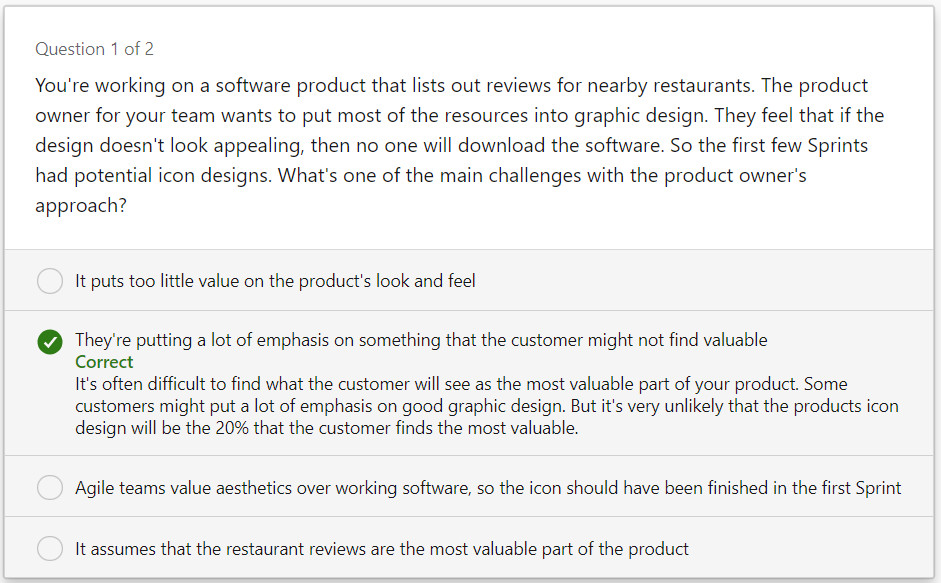 Question 1 of 2
You're working on a software product that lists out reviews for nearby restaurants. The product
owner for your team wants to put most of the resources into graphic design. They feel that if the
design doesn't look appealing, then no one will download the software. So the first few Sprints
had potential icon designs. What's one of the main challenges with the product owner's
approach?
It puts too little value on the product's look and feel
They're putting a lot of emphasis on something that the customer might not find valuable
Correct
It's often difficult to find what the customer will see as the most valuable part of your product. Some
customers might put a lot of emphasis on good graphic design. But it's very unlikely that the products icon
design will be the 20% that the customer finds the most valuable.
Agile teams value aesthetics over working software, so the icon should have been finished in the first Sprint
It assumes that the restaurant reviews are the most valuable part of the product